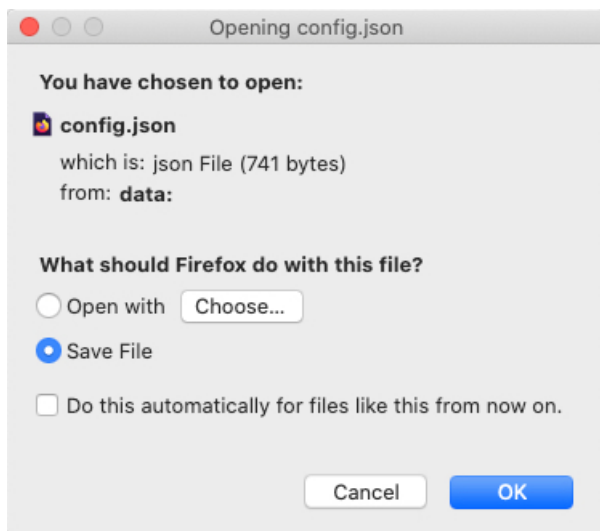 Opening config.json
You have chosen to open:
config.json
which is: json File (741 bytes)
from: data:
What should Firefox do with this file?
Open with Choose...
Save File
Do this automatically for files like this from now on.
Cancel OK